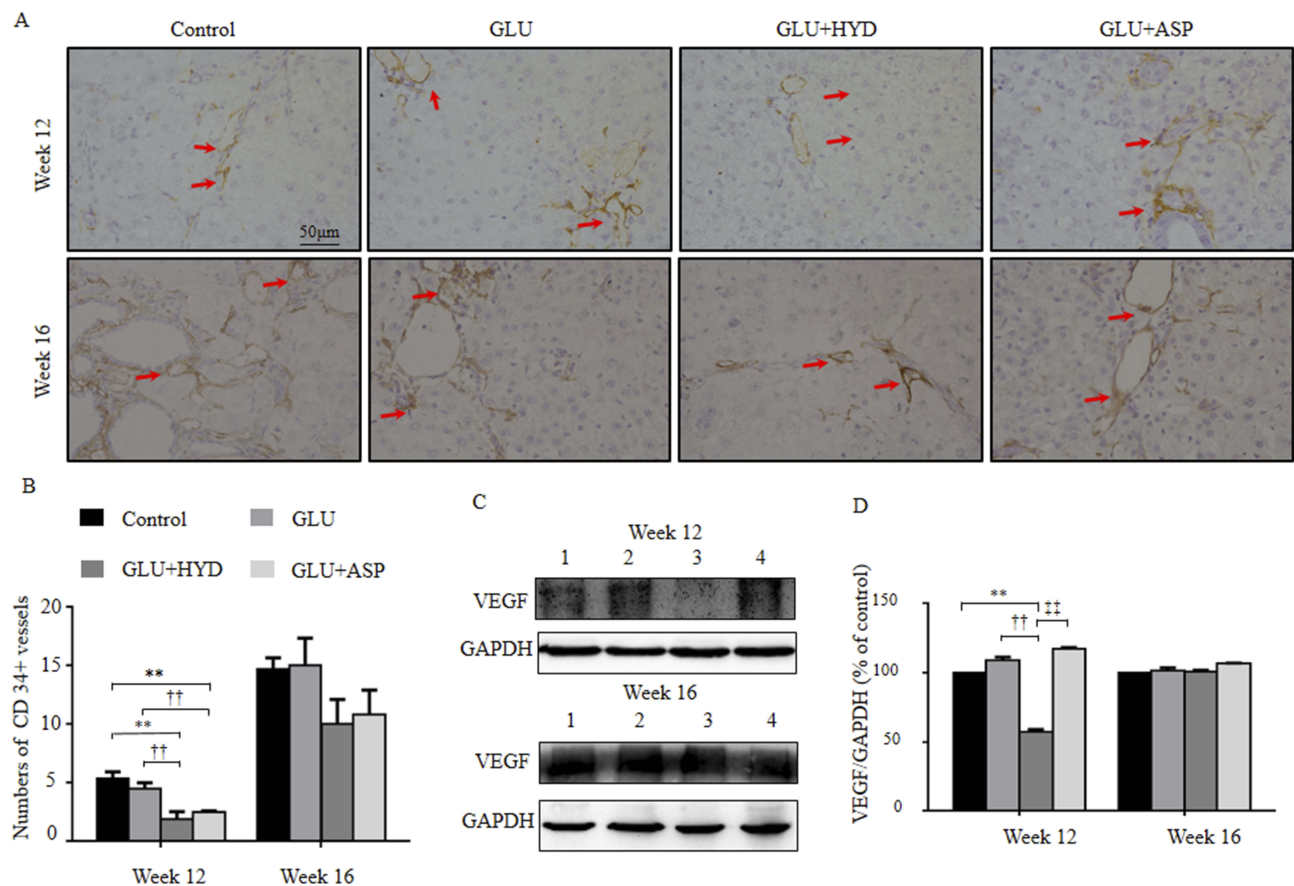 A
Control GLU GLU+HYD GLU+ASP
Week 12
50μm
Week 16
B
Control GLU
GLU+HYD GLU+ASP
Numbers of CD 34+ vessels
20
15
10
5
0
**
††
**
††
Week 12 Week 16
C
Week 12
1 2 3 4
VEGF
GAPDH
Week 16
1 2 3 4
VEGF
GAPDH
D
VEGF/GAPDH (% of control)
150
100
50
0
** ‡‡
††
Week 12 Week 16